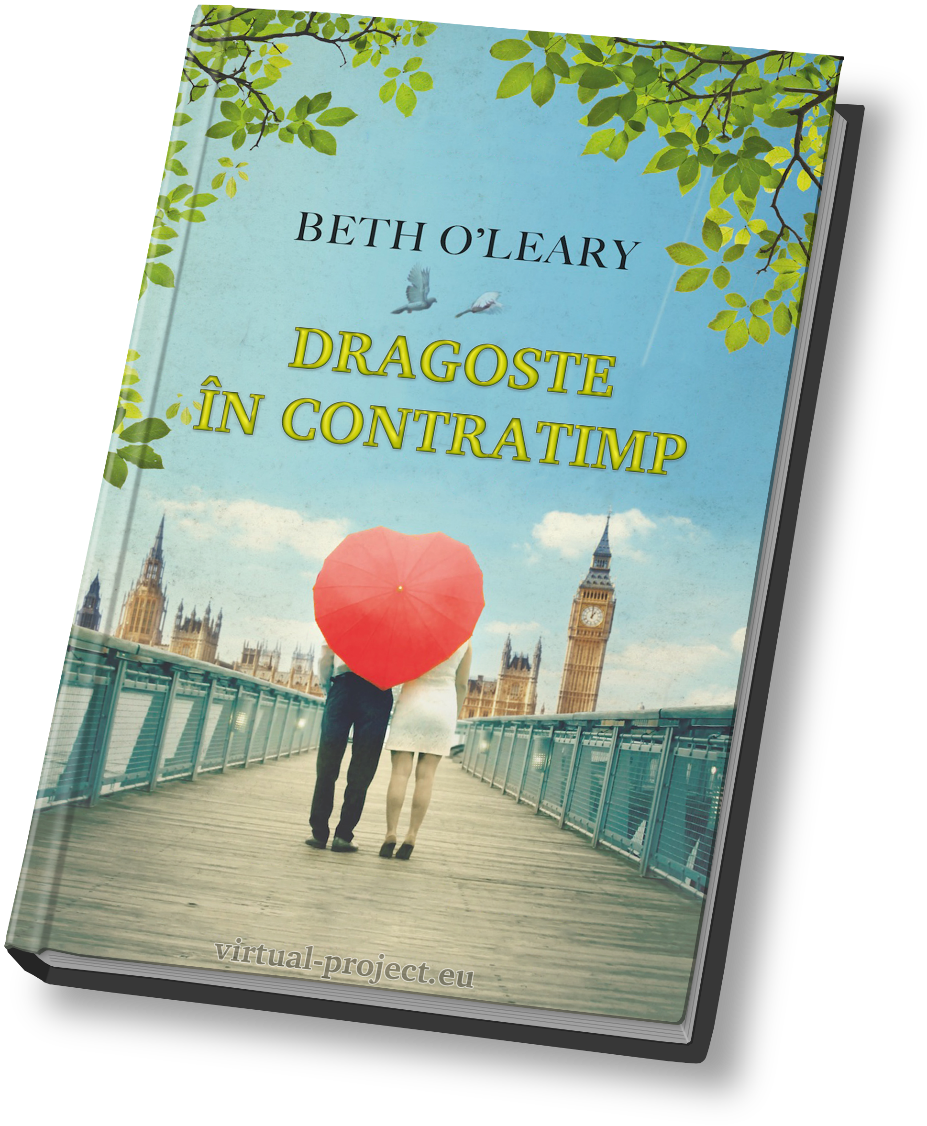 BETH O’LEARY
DRAGOSTE
ÎN CONTRATIMP
virtual-project.eu